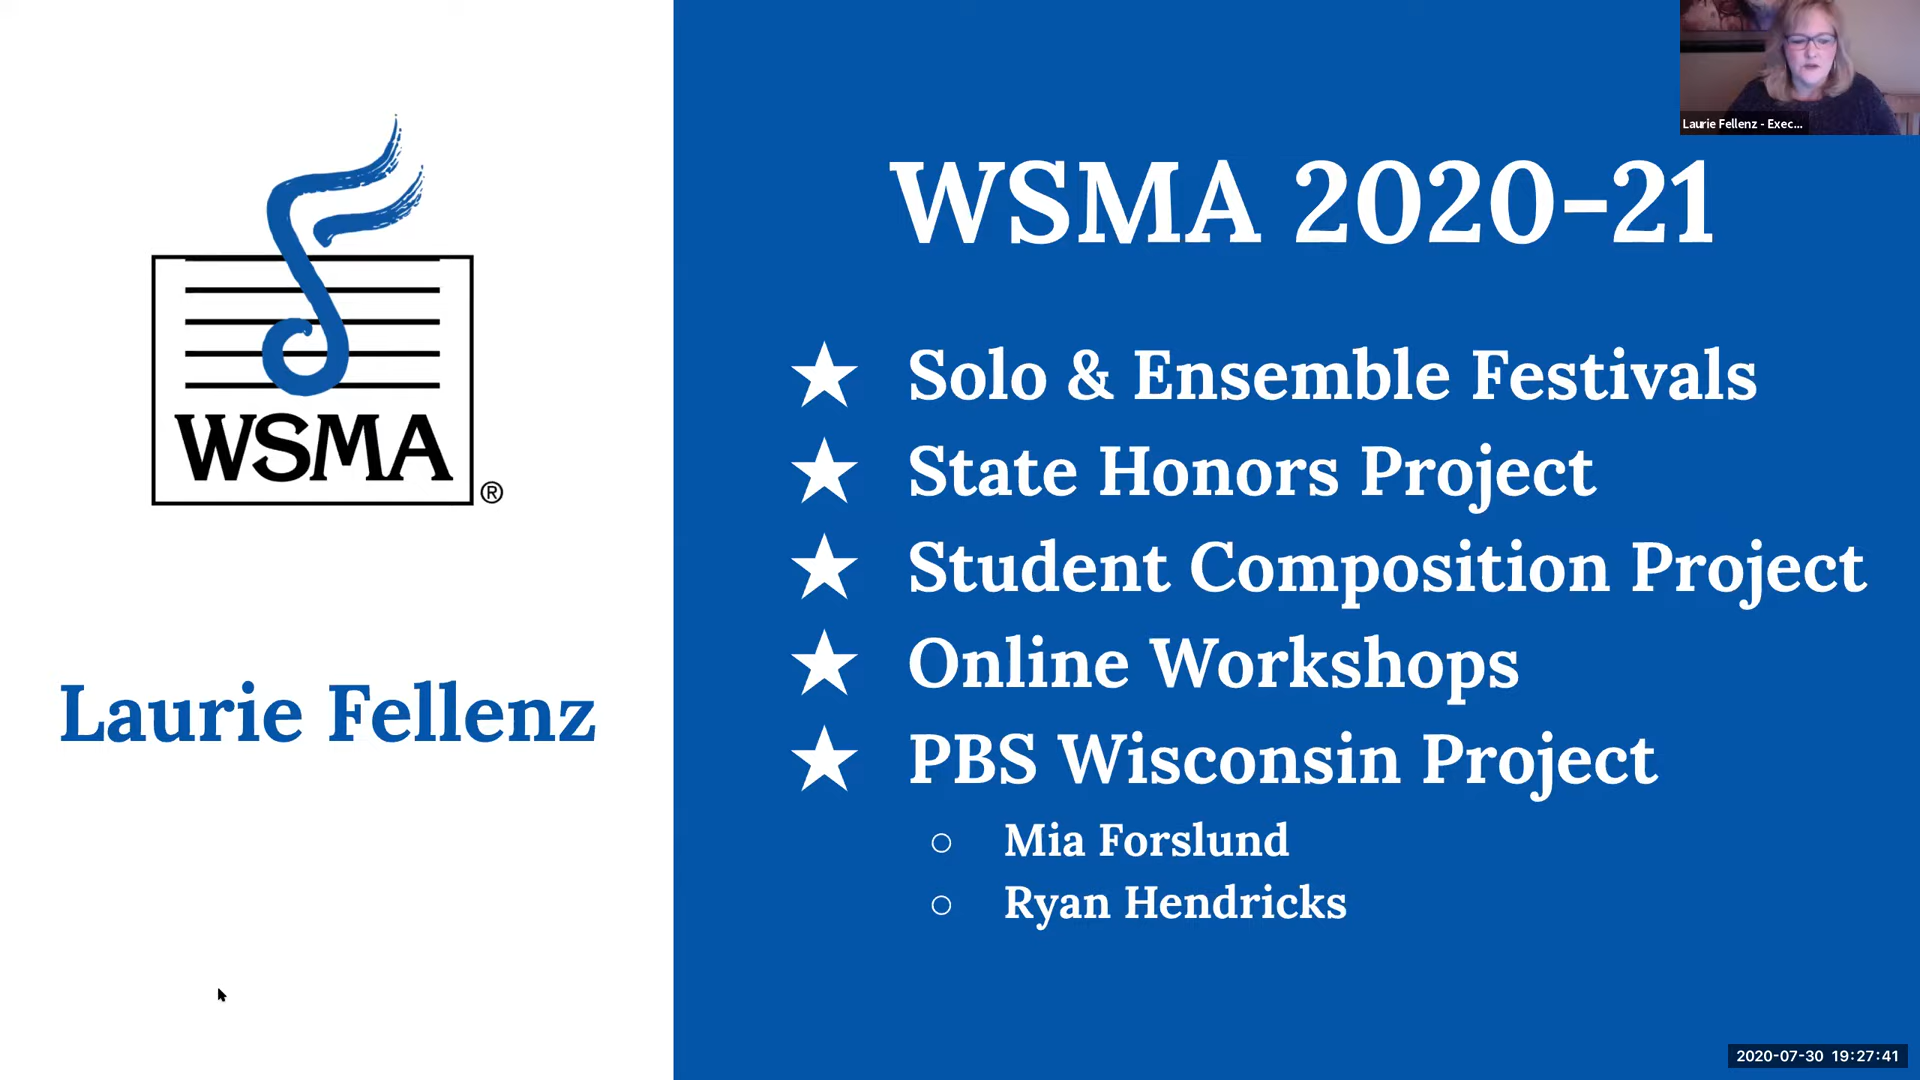 WSMA
®
Laurie Fellenz
WSMA 2020-21
★ Solo & Ensemble Festivals
★ State Honors Project
★ Student Composition Project
★ Online Workshops
★ PBS Wisconsin Project
○ Mia Forslund
○ Ryan Hendricks
Laurie Fellenz - Exec...
2020-07-30 19:27:41